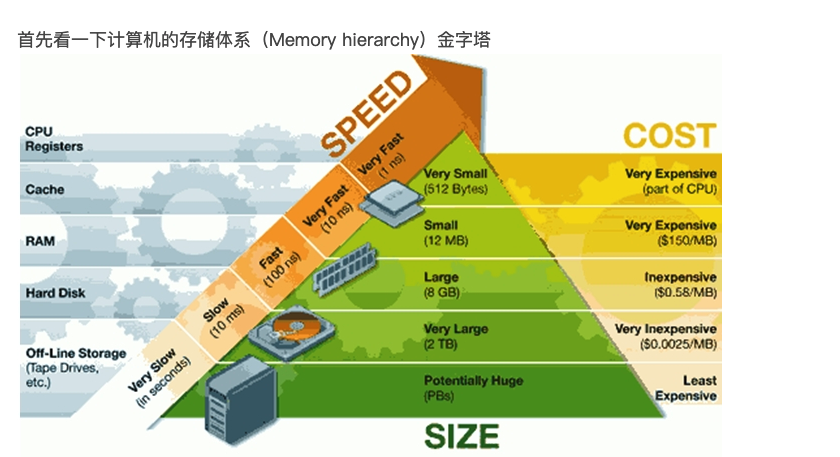 首先看一下计算机的存储体系（Memory hierarchy）金字塔
SPEED
COST
CPU
Registers
Very Fast
(1 ns)
Very Small
(512 Bytes)
Very Expensive
(part of CPU)
Cache
Very Fast
(10 ns)
Small
(12 MB)
Very Expensive
($150/MB)
RAM
Fast
(100 ns)
Large
(8 GB)
Inexpensive
($0.58/MB)
Hard Disk
Slow
(10 ms)
Very Large
(2 TB)
Very Inexpensive
($0.0025/MB)
Off-Line Storage
(Tape Drives,
etc.)
Very Slow
(in seconds)
Potentially Huge
(PBs)
Least
Expensive
SIZE